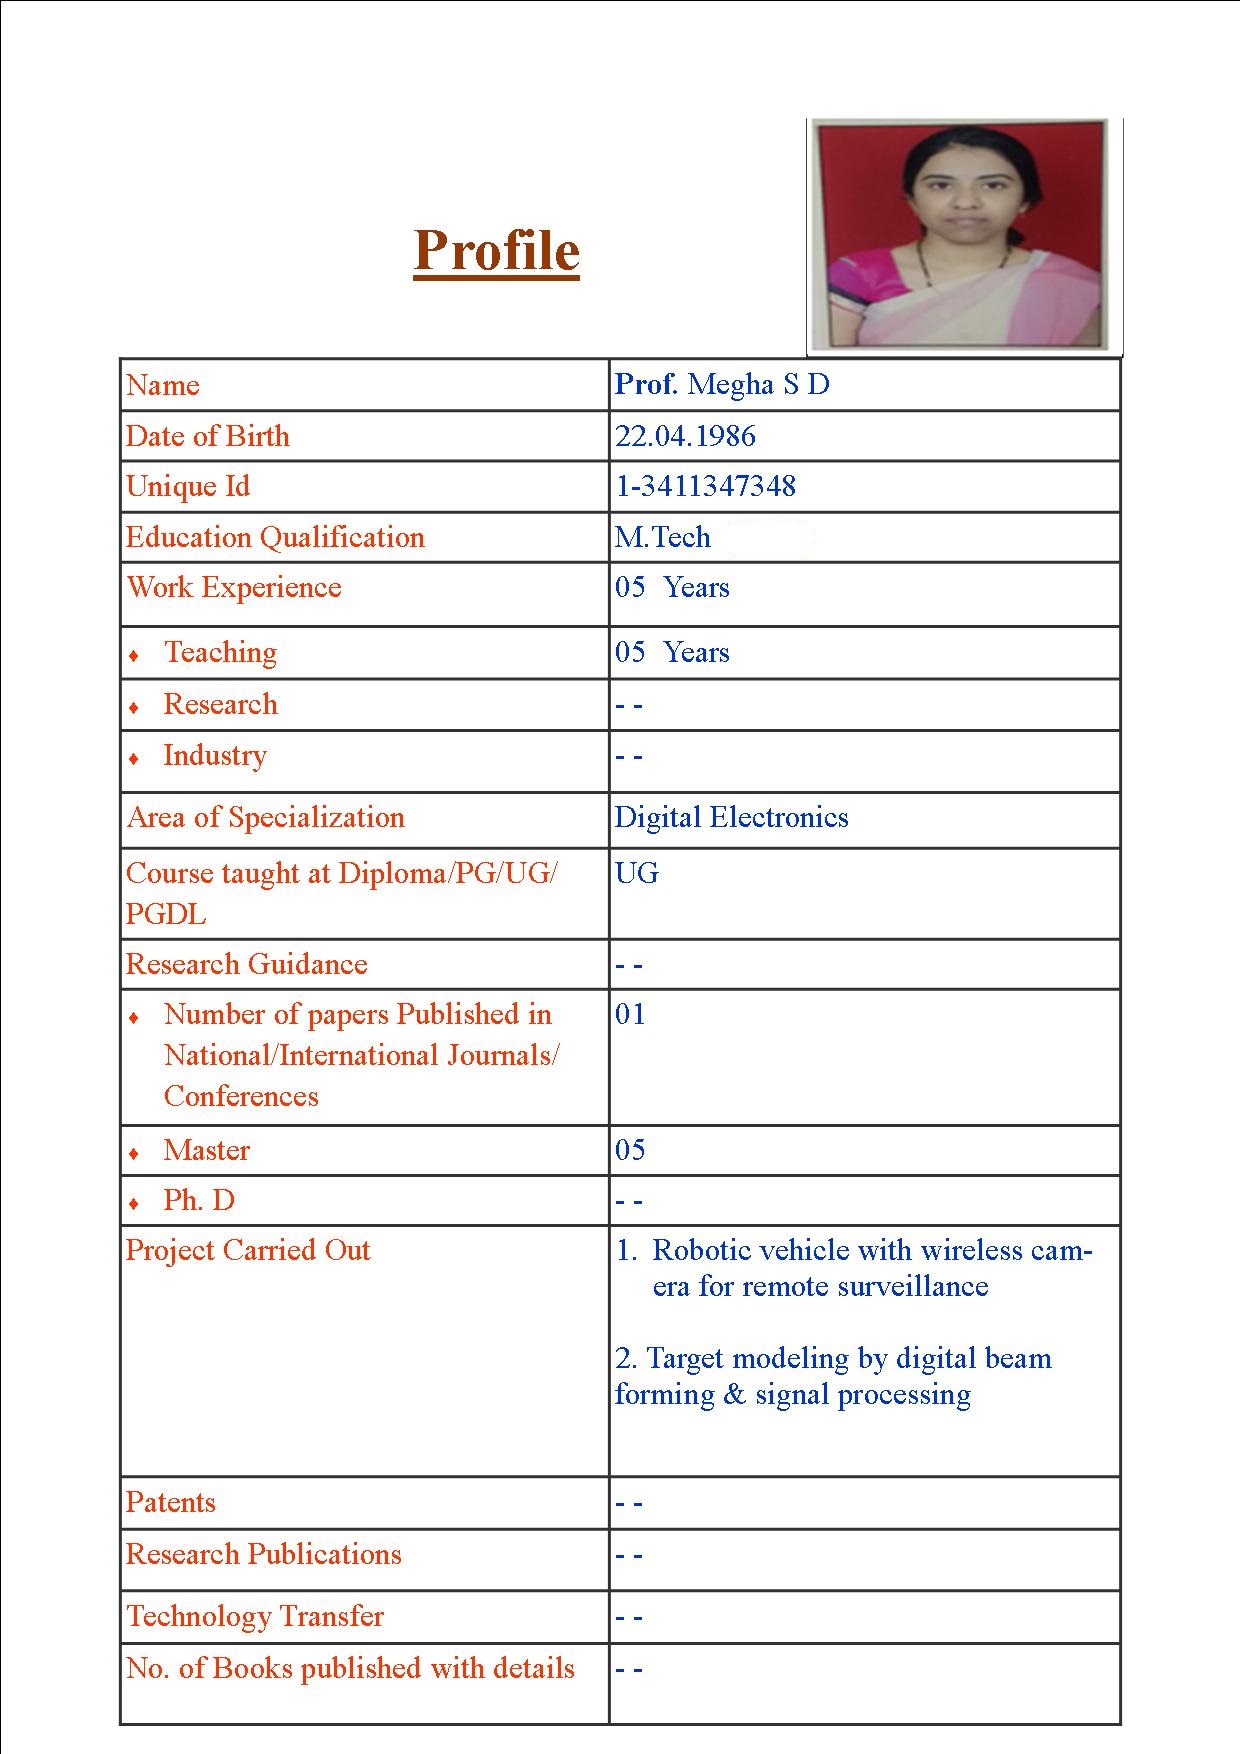 Profile
Name
Prof. Megha S D
Date of Birth
22.04.1986
Unique Id
1-3411347348
Education Qualification
M.Tech
Work Experience
05 Years
♦ Teaching
05 Years
♦ Research
- -
♦ Industry
- -
Area of Specialization
Digital Electronics
Course taught at Diploma/PG/UG/
PGDL
UG
Research Guidance
- -
♦ Number of papers Published in
National/International Journals/
Conferences
01
♦ Master
05
♦ Ph. D
- -
Project Carried Out
1. Robotic vehicle with wireless cam-
era for remote surveillance
2. Target modeling by digital beam
forming & signal processing
Patents
- -
Research Publications
- -
Technology Transfer
- -
No. of Books published with details
- -